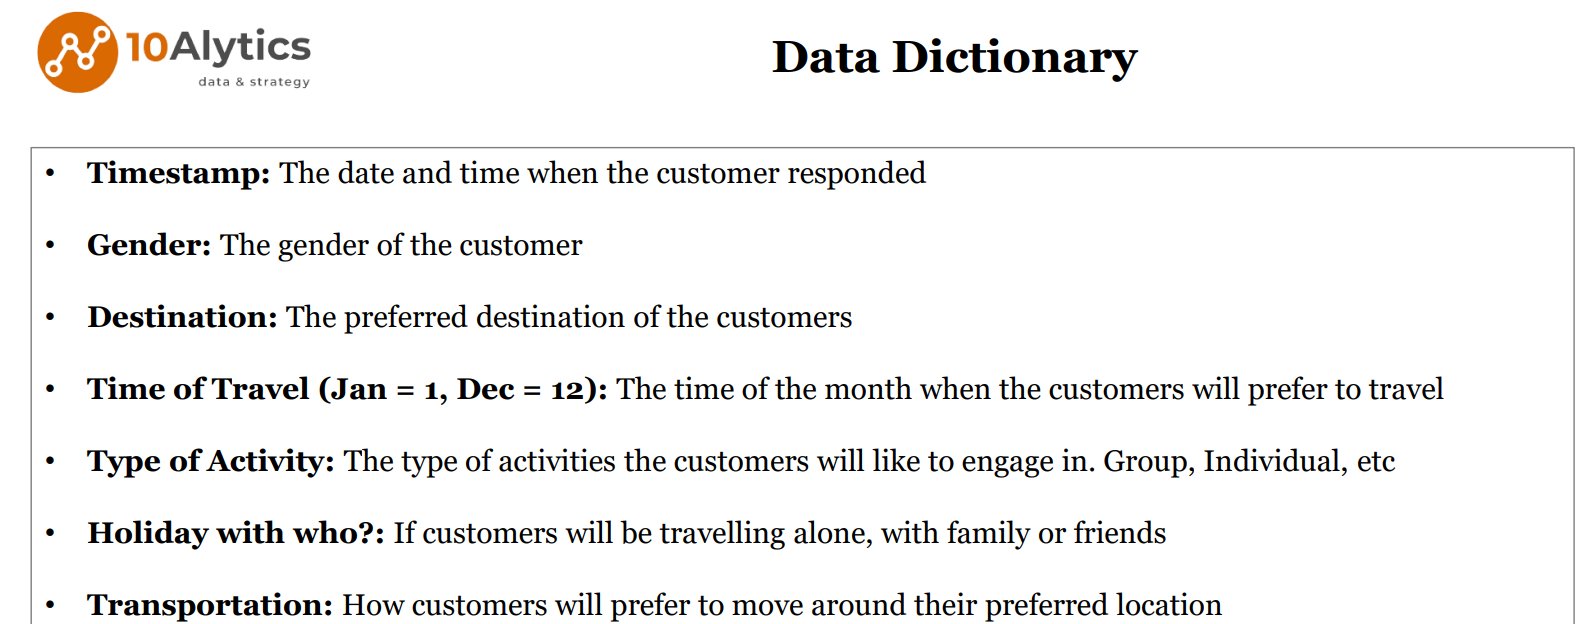 10Alytics
data & strategy
Data Dictionary
• Timestamp: The date and time when the customer responded
• Gender: The gender of the customer
• Destination: The preferred destination of the customers
• Time of Travel (Jan = 1, Dec = 12): The time of the month when the customers will prefer to travel
• Type of Activity: The type of activities the customers will like to engage in. Group, Individual, etc
• Holiday with who?: If customers will be travelling alone, with family or friends
• Transportation: How customers will prefer to move around their preferred location